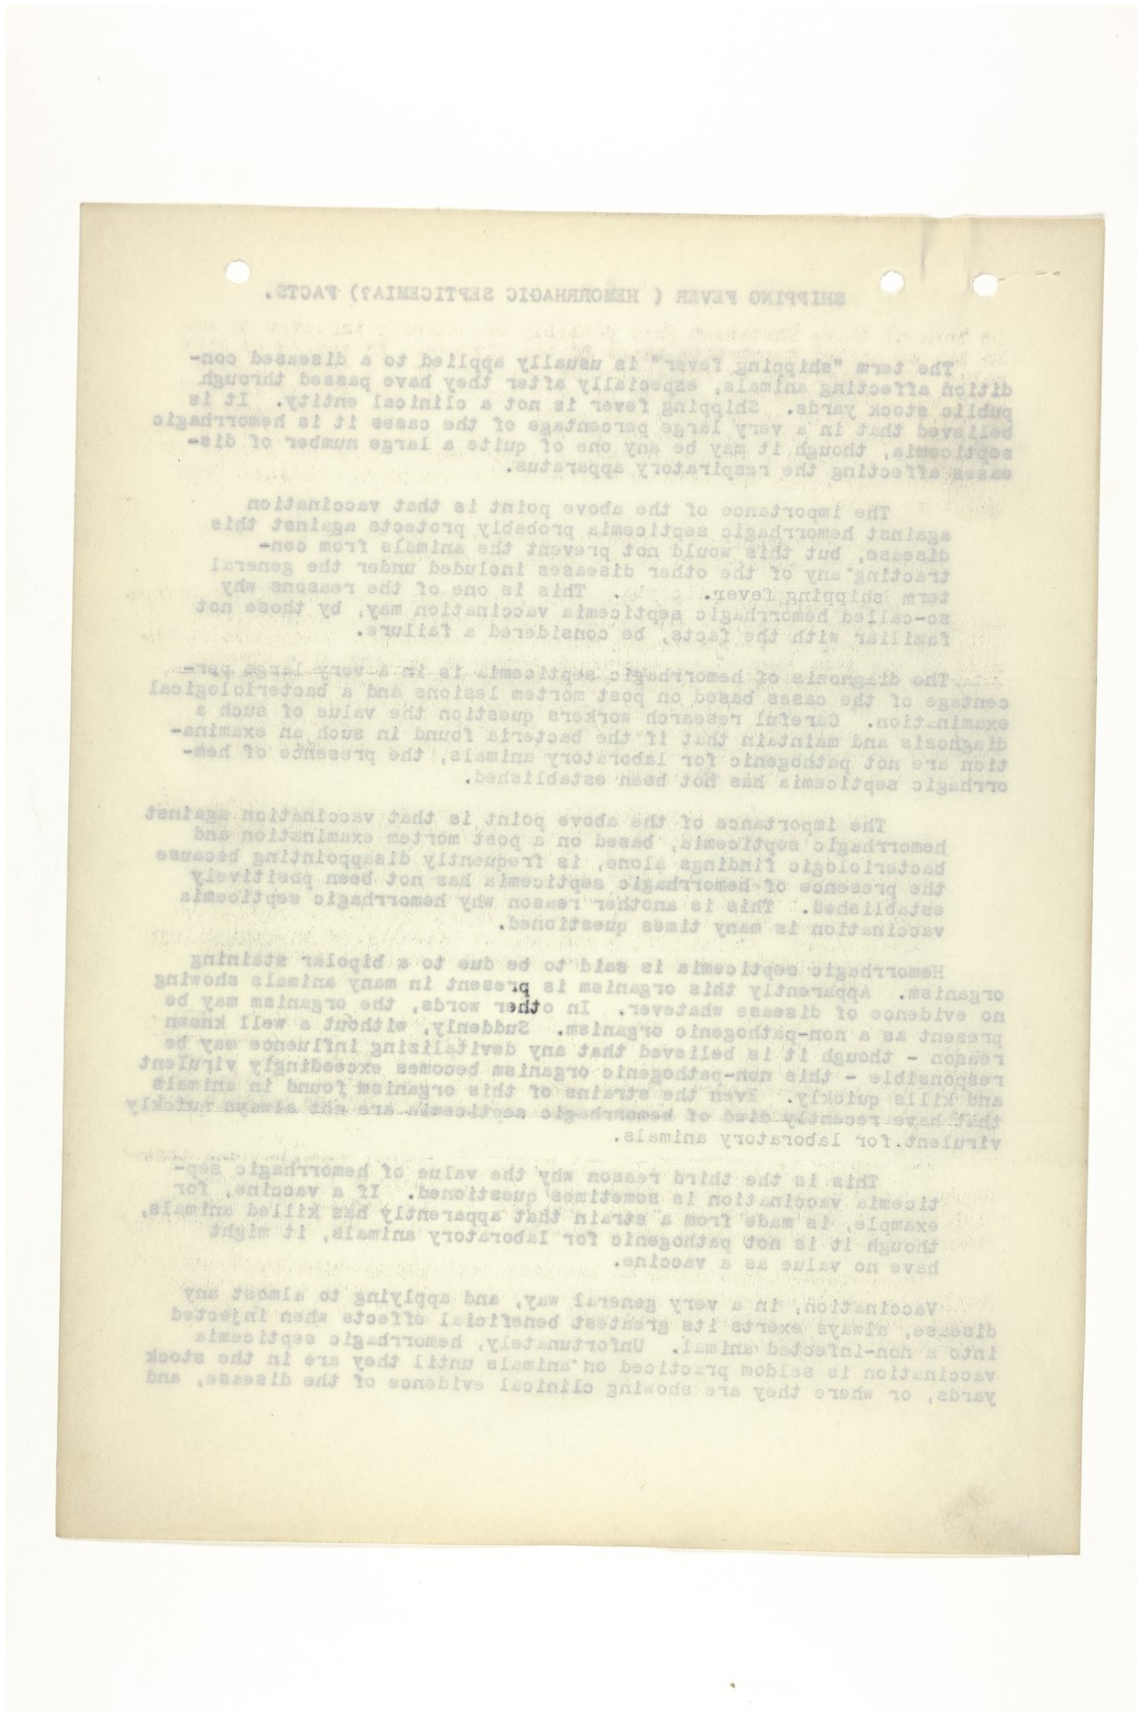 SHIPPING FEVER ( HEMORRHAGIC SEPTICEMIA?) FACTS.
The term "shipping fever" is usually applied to a diseased con-
dition affecting animals, especially after they have passed through
public stock yards. Shipping fever is not a clinical entity. It is
believed that in a very large percentage of the cases it is hemorrhagic
septicemia, though it may be any one of quite a large number of dis-
eases affecting the respiratory apparatus.
The importance of the above point is that vaccination
against hemorrhagic septicemia probably protects against this
disease, but this would not prevent the animals from con-
tracting any of the other diseases included under the general
term shipping fever. This is one of the reasons why
so-called hemorrhagic septicemia vaccination may, by those not
familiar with the facts, be considered a failure.
The diagnosis of hemorrhagic septicemia is in a very large per-
centage of the cases based on post mortem lesions and a bacteriological
examination. Careful research workers question the value of such a
diagnosis and maintain that if the bacteria found in such an examina-
tion are not pathogenic for laboratory animals, the presence of hem-
orrhagic septicemia has not been established.
The importance of the above point is that vaccination against
hemorrhagic septicemia, based on a post mortem examination and
bacteriologic findings alone, is frequently disappointing because
the presence of hemorrhagic septicemia has not been positively
established. This is another reason why hemorrhagic septicemia
vaccination is many times questioned.
Hemorrhagic septicemia is said to be due to a bipolar staining
organism. Apparently this organism is present in many animals showing
no evidence of disease whatever. In other words, the organism may be
present as a non-pathogenic organism. Suddenly, without a well known
reason - though it is believed that any devitalizing influence may be
responsible - this non-pathogenic organism becomes exceedingly virulent
and kills quickly. Even the strains of this organism found in animals
that have recently died of hemorrhagic septicemia are not always quickly
virulent for laboratory animals.
This is the third reason why the value of hemorrhagic sep-
ticemia vaccination is sometimes questioned. If a vaccine, for
example, is made from a strain that apparently has killed animals,
though it is not pathogenic for laboratory animals, it might
have no value as a vaccine.
Vaccination, in a very general way, and applying to almost any
disease, always exerts its greatest beneficial effects when injected
into a non-infected animal. Unfortunately, hemorrhagic septicemia
vaccination is seldom practiced on animals until they are in the stock
yards, or where they are showing clinical evidence of the disease, and